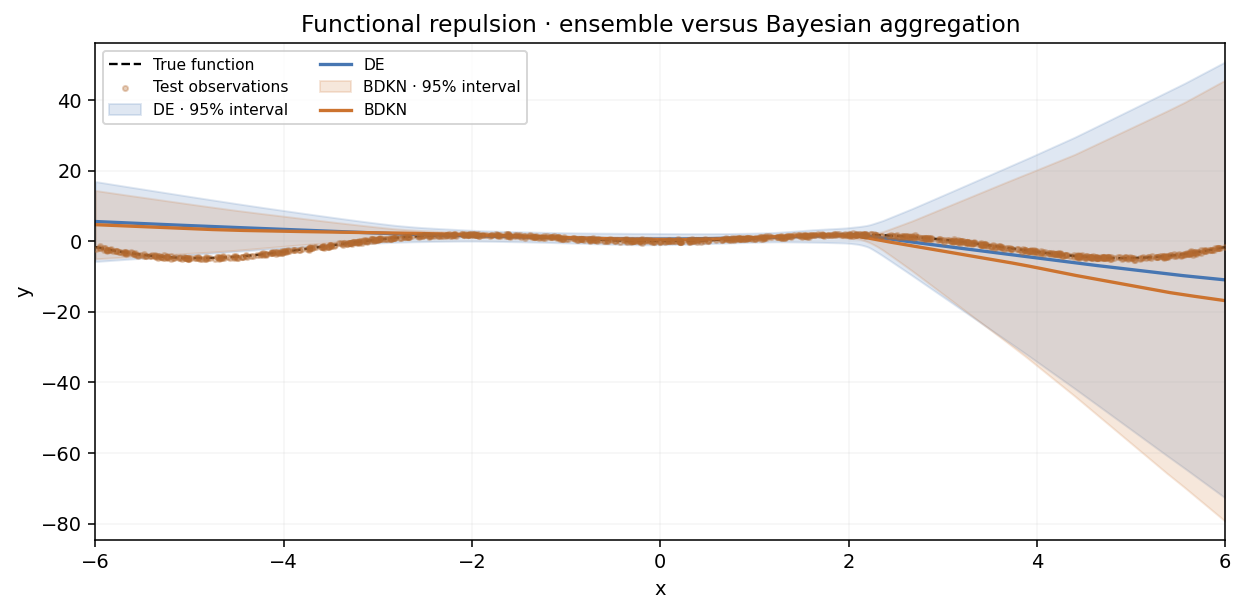 Functional repulsion · ensemble versus Bayesian aggregation
True function
Test observations
DE · 95% interval
DE
BDKN · 95% interval
BDKN
y
40
20
0
−20
−40
−60
−80
−6
−4
−2
0
2
4
6
x